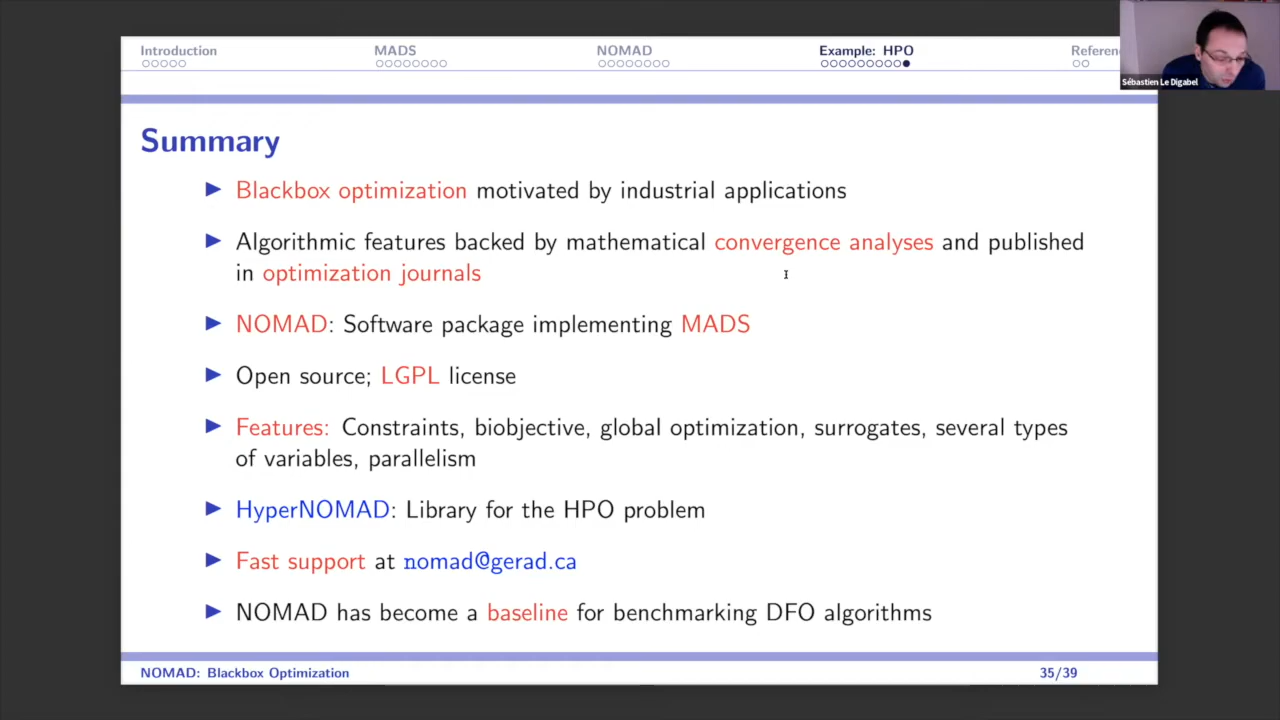 Introduction MADS NOMAD Example: HPO Referen
Sébastien Le Digabel
Summary
Blackbox optimization motivated by industrial applications
Algorithmic features backed by mathematical convergence analyses and published
in optimization journals
NOMAD: Software package implementing MADS
Open source; LGPL license
Features: Constraints, biobjective, global optimization, surrogates, several types
of variables, parallelism
HyperNOMAD: Library for the HPO problem
Fast support at nomad@gerad.ca
NOMAD has become a baseline for benchmarking DFO algorithms
NOMAD: Blackbox Optimization 35/39